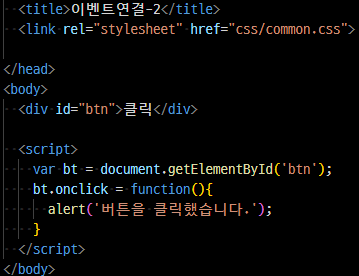 <title>이벤트연결-2</title>
<link rel="stylesheet" href="css/common.css">
</head>
<body>
<div id="btn">클릭</div>
<script>
var bt = document.getElementById('btn');
bt.onclick = function(){
alert('버튼을 클릭했습니다.');
}
</script>
</body>